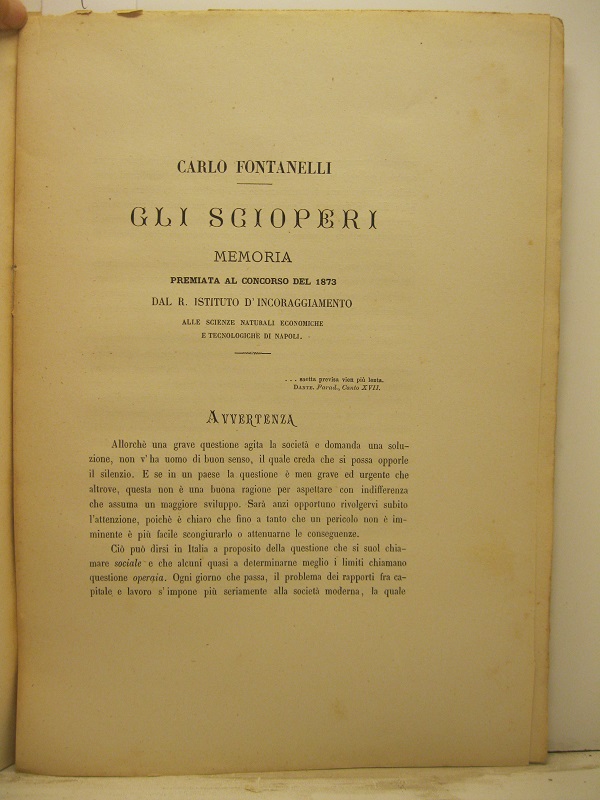 CARLO FONTANELLI
GLI SCIOPERI
MEMORIA
PREMIATA AL CONCORSO DEL 1873
DAL R. ISTITUTO D'INCORAGGIAMENTO
ALLE SCIENZE NATURALI ECONOMICHE
E TECNOLOGICHE DI NAPOLI.
. . . saetta previsa vien più lenta.
DANTE. Parad., Canto XVII.
AVVERTENZA
Allorchè una grave questione agita la società e domanda una solu-
zione, non v'ha uomo di buon senso, il quale creda che si possa opporle
il silenzio. E se in un paese la questione è men grave ed urgente che
altrove, questa non è una buona ragione per aspettare con indifferenza
che assuma un maggiore sviluppo. Sarà anzi opportuno rivolgervi subito
l'attenzione, poichè è chiaro che fino a tanto che un pericolo non è im-
minente è più facile scongiurarlo o attenuarne le conseguenze.
Ciò può dirsi in Italia a proposito della questione che si suol chia-
mare sociale e che alcuni quasi a determinarne meglio i limiti chiamano
questione operaia. Ogni giorno che passa, il problema dei rapporti fra ca-
pitale e lavoro s'impone più seriamente alla società moderna, la quale